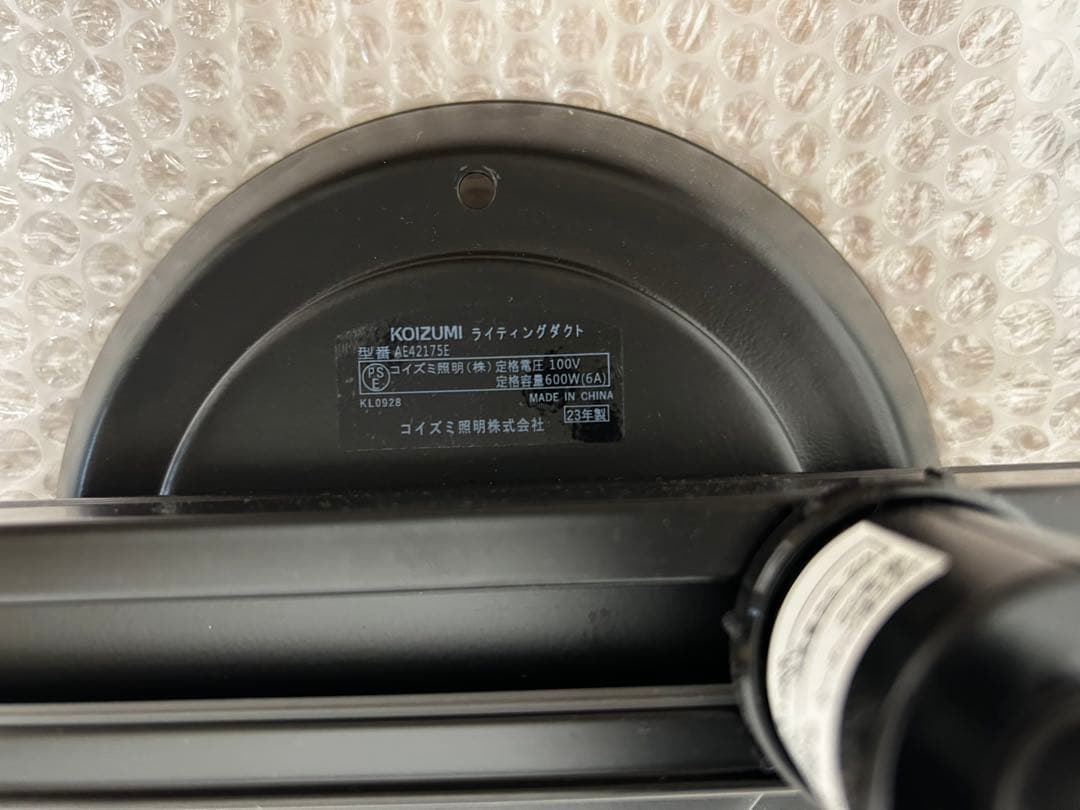 KOIZUMI ライティングダクト
型番 AE42175E
PS
E
コイズミ照明(株)定格電圧 100V
定格容量600W(6A)
KL0928
MADE IN CHINA
23年製
コイズミ照明株式会社